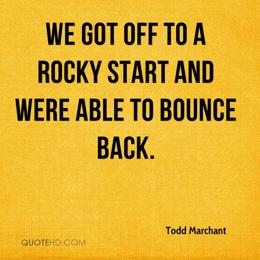 WE GOT OFF TO A
ROCKY START AND
WERE ABLE TO BOUNCE
BACK.
Todd Marchant
QUOTEHD.COM